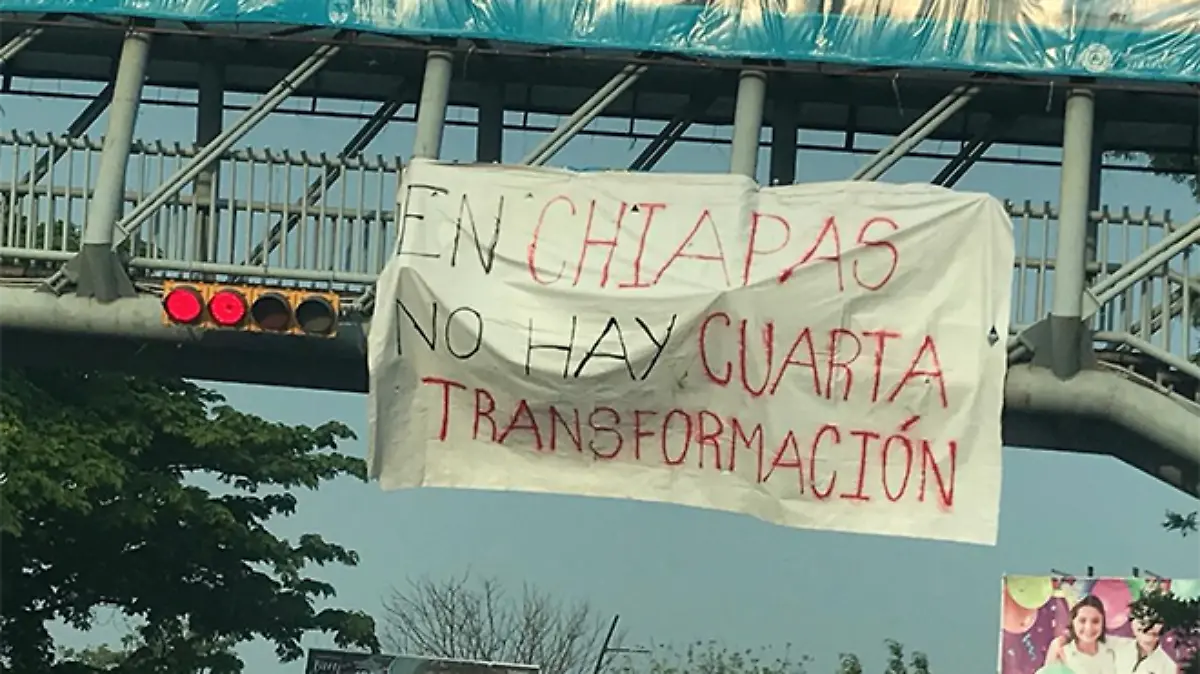 EN CHIAPAS
NO HAY CUARTA
TRANSFORMACIÓN